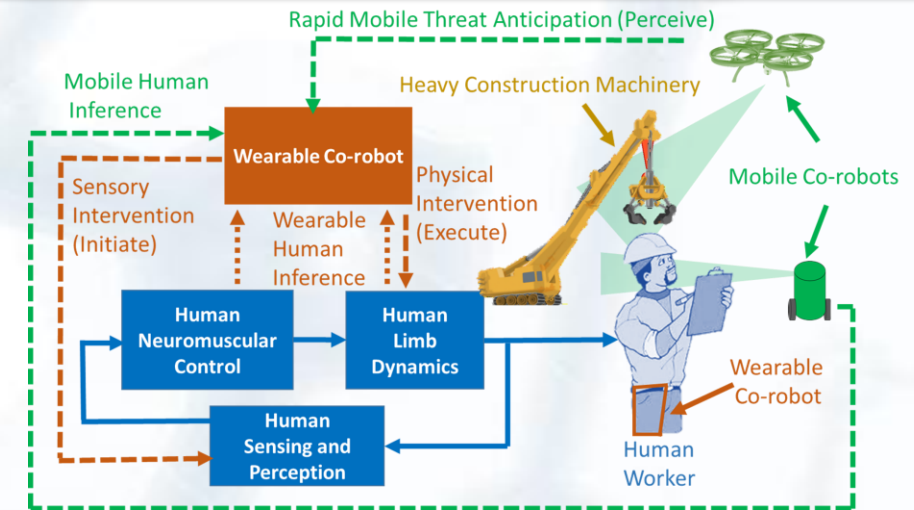 Rapid Mobile Threat Anticipation (Perceive)
Mobile Human
Inference
Heavy Construction Machinery
Wearable Co-robot
Sensory
Intervention
(Initiate)
Wearable
Human
Inference
Physical
Intervention
(Execute)
Mobile Co-robots
Human
Neuromuscular
Control
Human
Limb
Dynamics
Human
Sensing and
Perception
Wearable
Co-robot
Human
Worker